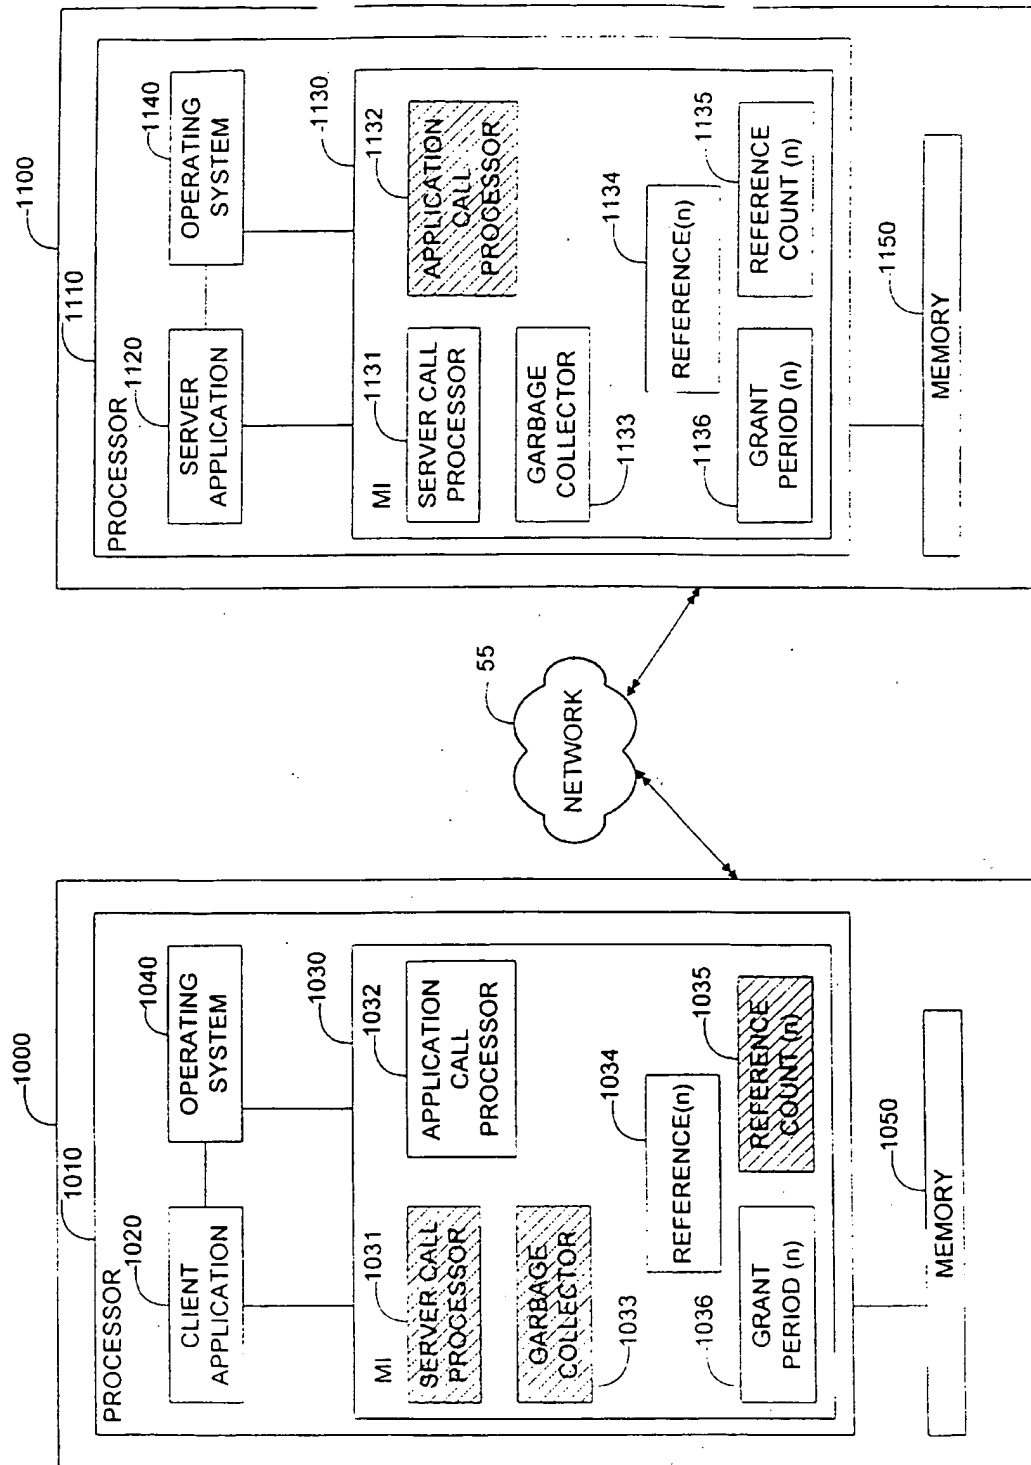 1000
1010
PROCESSOR
1020
CLIENT
APPLICATION
1040
OPERATING
SYSTEM
1030
MI
1031
SERVER CALL
PROCESSOR
1032
APPLICATION
CALL
PROCESSOR
GARBAGE
COLLECTOR
1033
1034
REFERENCE(n)
1036
GRANT
PERIOD (n)
1035
REFERENCE
COUNT (n)
1050
MEMORY
55
NETWORK
1100
1110
PROCESSOR
1120
SERVER
APPLICATION
1140
OPERATING
SYSTEM
1130
MI
1131
SERVER CALL
PROCESSOR
1132
APPLICATION
CALL
PROCESSOR
GARBAGE
COLLECTOR
1133
1134
REFERENCE(n)
1136
GRANT
PERIOD (n)
1135
REFERENCE
COUNT (n)
1150
MEMORY